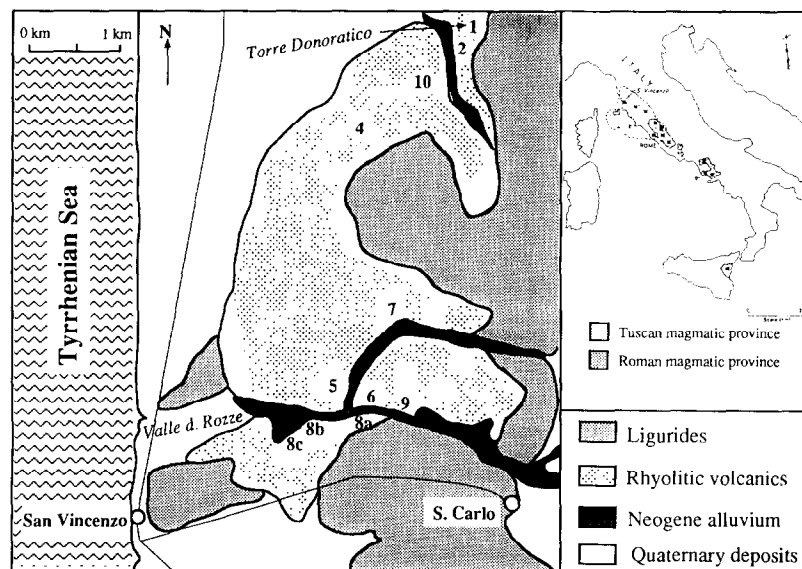 0 km 1 km
N
Torre Donoratico
1
2
10
4
Tyrrhenian Sea
7
5
6
9
Valle d. Rozze
8b
8a
8c
San Vincenzo
S. Carlo
ITALY
S. Vincenzo
ROME
Tuscan magmatic province
Roman magmatic province
Ligurides
Rhyolitic volcanics
Neogene alluvium
Quaternary deposits